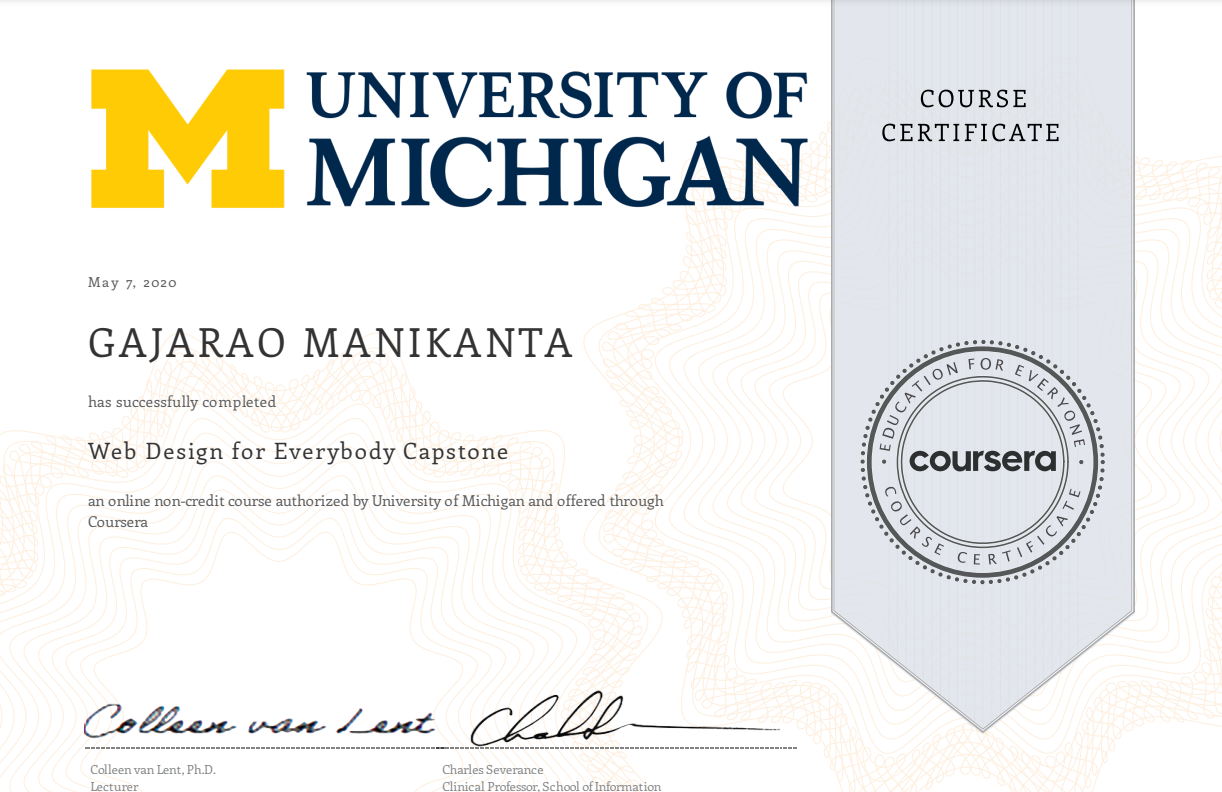 UNIVERSITY OF
MICHIGAN
COURSE
CERTIFICATE
May 7, 2020
GAJARAO MANIKANTA
has successfully completed
Web Design for Everybody Capstone
an online non-credit course authorized by University of Michigan and offered through
Coursera
EDUCATION FOR EVERYONE
coursera
COURSE CERTIFICATE
Colleen van Lent
Colleen van Lent, Ph.D.
Lecturer
Charles Severance
Clinical Professor, School of Information